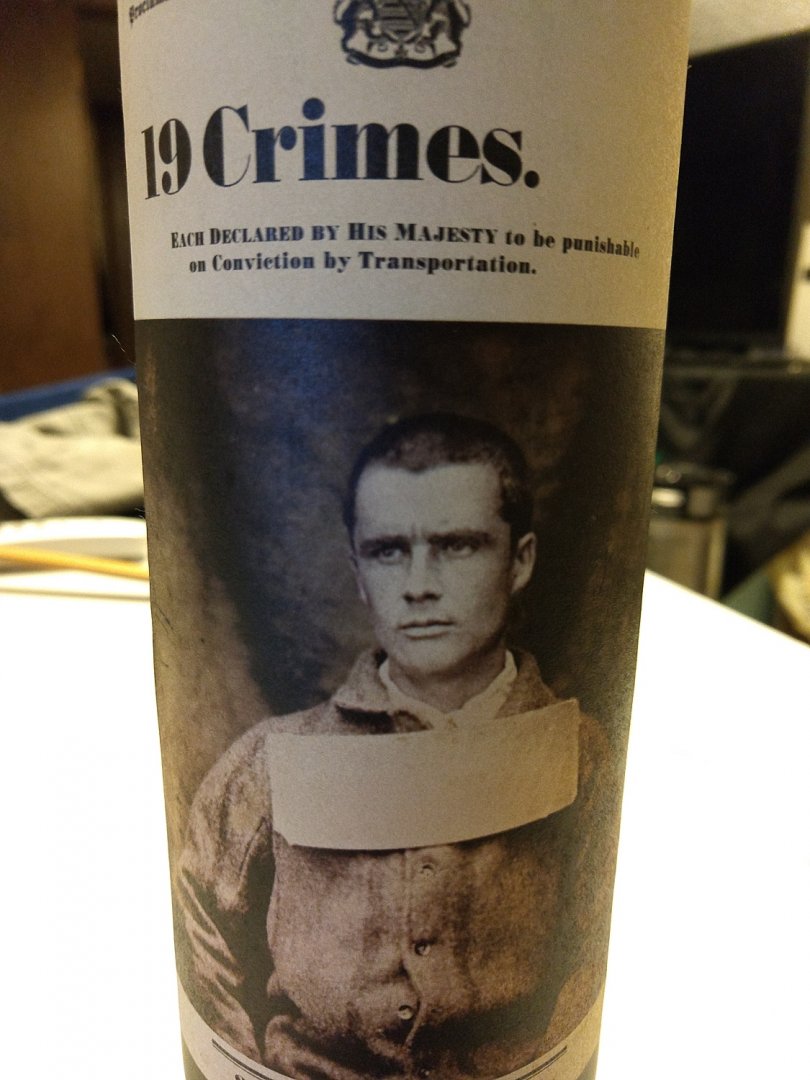 19 Crimes.
EACH DECLARED BY HIS MAJESTY to be punishable
on Conviction by Transportation.